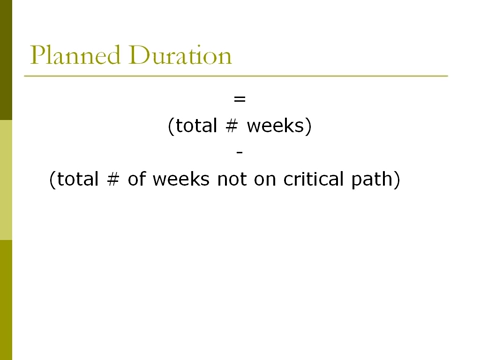 Planned Duration
=
(total # weeks)
-
(total # of weeks not on critical path)